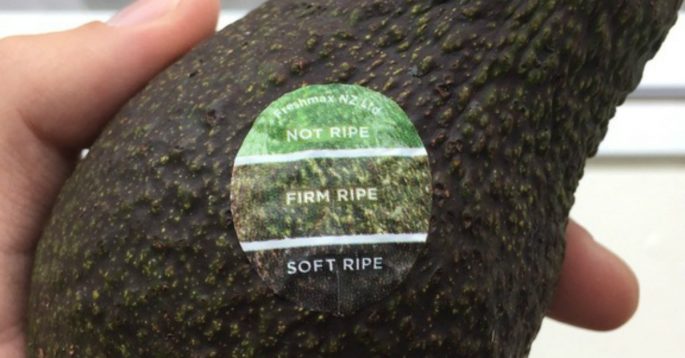 Freshmax NZ Ltd
NOT RIPE
FIRM RIPE
SOFT RIPE